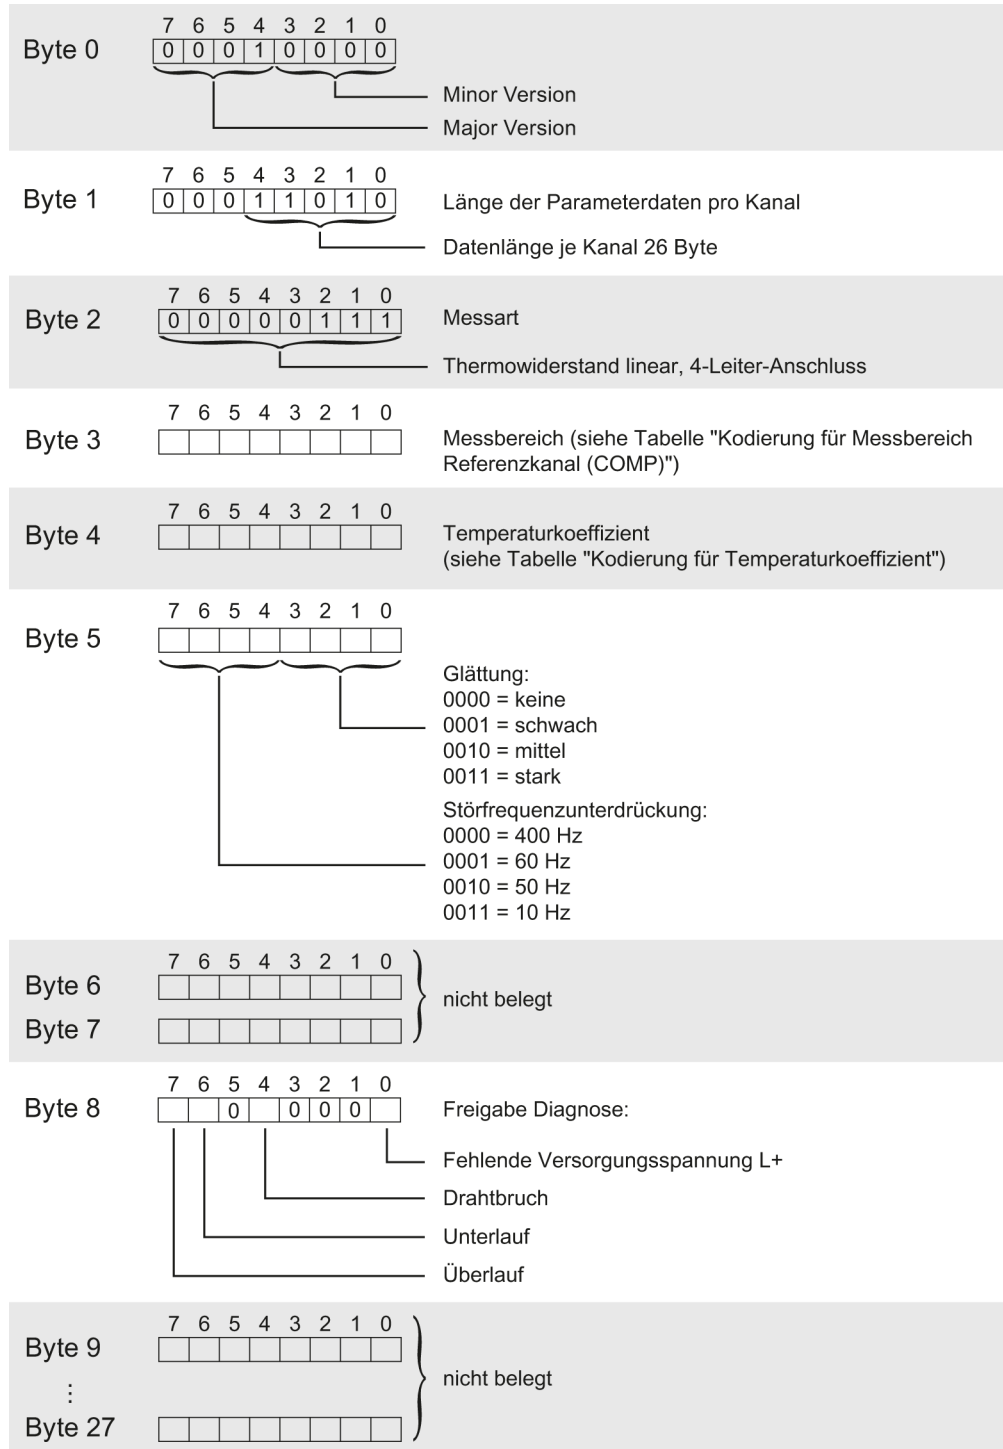 7 6 5 4 3 2 1 0
Byte 0 0 0 0 1 0 0 0 0
Minor Version
Major Version
7 6 5 4 3 2 1 0
Byte 1 0 0 0 1 1 0 1 0 Länge der Parameterdaten pro Kanal
Datenlänge je Kanal 26 Byte
7 6 5 4 3 2 1 0
Byte 2 0 0 0 0 0 1 1 1 Messart
Thermowiderstand linear, 4-Leiter-Anschluss
7 6 5 4 3 2 1 0
Byte 3 Messbereich (siehe Tabelle "Kodierung für Messbereich
Referenzkanal (COMP)")
7 6 5 4 3 2 1 0
Byte 4 Temperaturkoeffizient
(siehe Tabelle "Kodierung für Temperaturkoeffizient")
7 6 5 4 3 2 1 0
Byte 5
Glättung:
0000 = keine
0001 = schwach
0010 = mittel
0011 = stark
Störfrequenzunterdrückung:
0000 = 400 Hz
0001 = 60 Hz
0010 = 50 Hz
0011 = 10 Hz
7 6 5 4 3 2 1 0
Byte 6
nicht belegt
Byte 7
7 6 5 4 3 2 1 0
Byte 8 0 0 0 0 Freigabe Diagnose:
Fehlende Versorgungsspannung L+
Drahtbruch
Unterlauf
Überlauf
7 6 5 4 3 2 1 0
Byte 9
nicht belegt
⋮
Byte 27